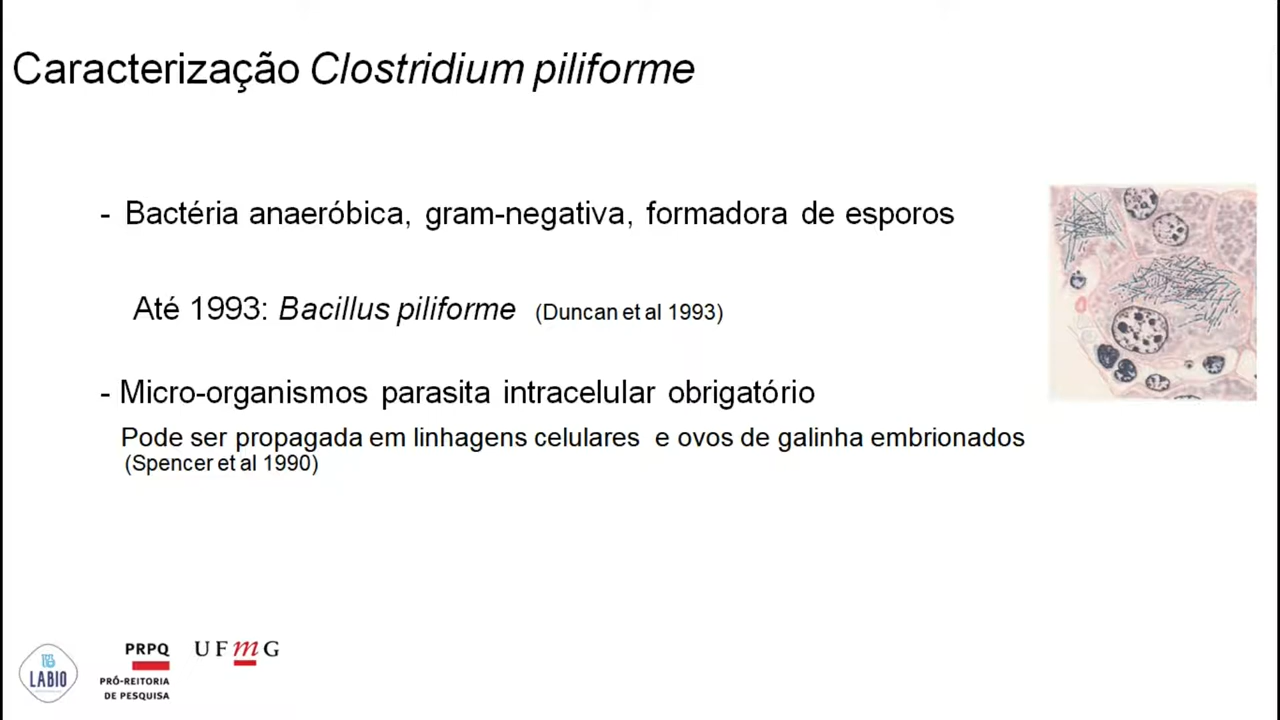 Caracterização Clostridium piliforme
- Bactéria anaeróbica, gram-negativa, formadora de esporos
Até 1993: Bacillus piliforme (Duncan et al 1993)
- Micro-organismos parasita intracelular obrigatório
Pode ser propagada em linhagens celulares e ovos de galinha embrionados
(Spencer et al 1990)
PRPQ
UFmG
LABIO
PRÓ-REITORIA
DE PESQUISA